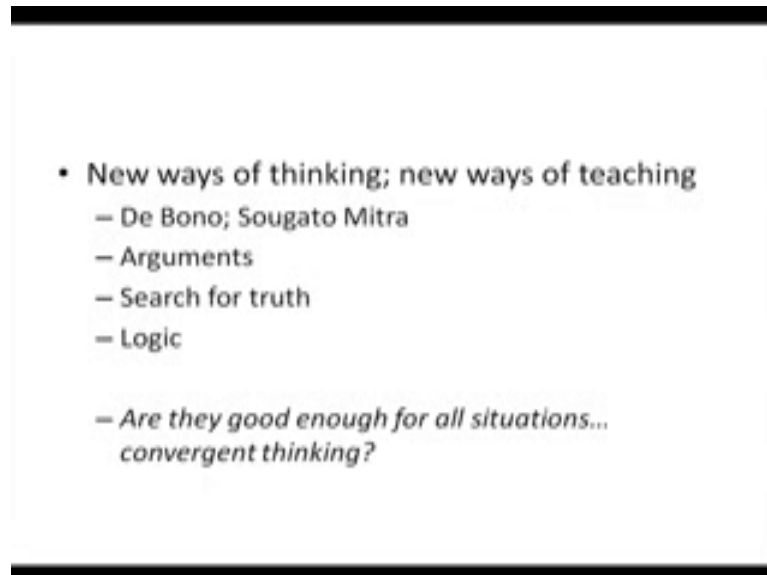 • New ways of thinking; new ways of teaching
– De Bono; Sougato Mitra
– Arguments
– Search for truth
– Logic
– Are they good enough for all situations...
convergent thinking?